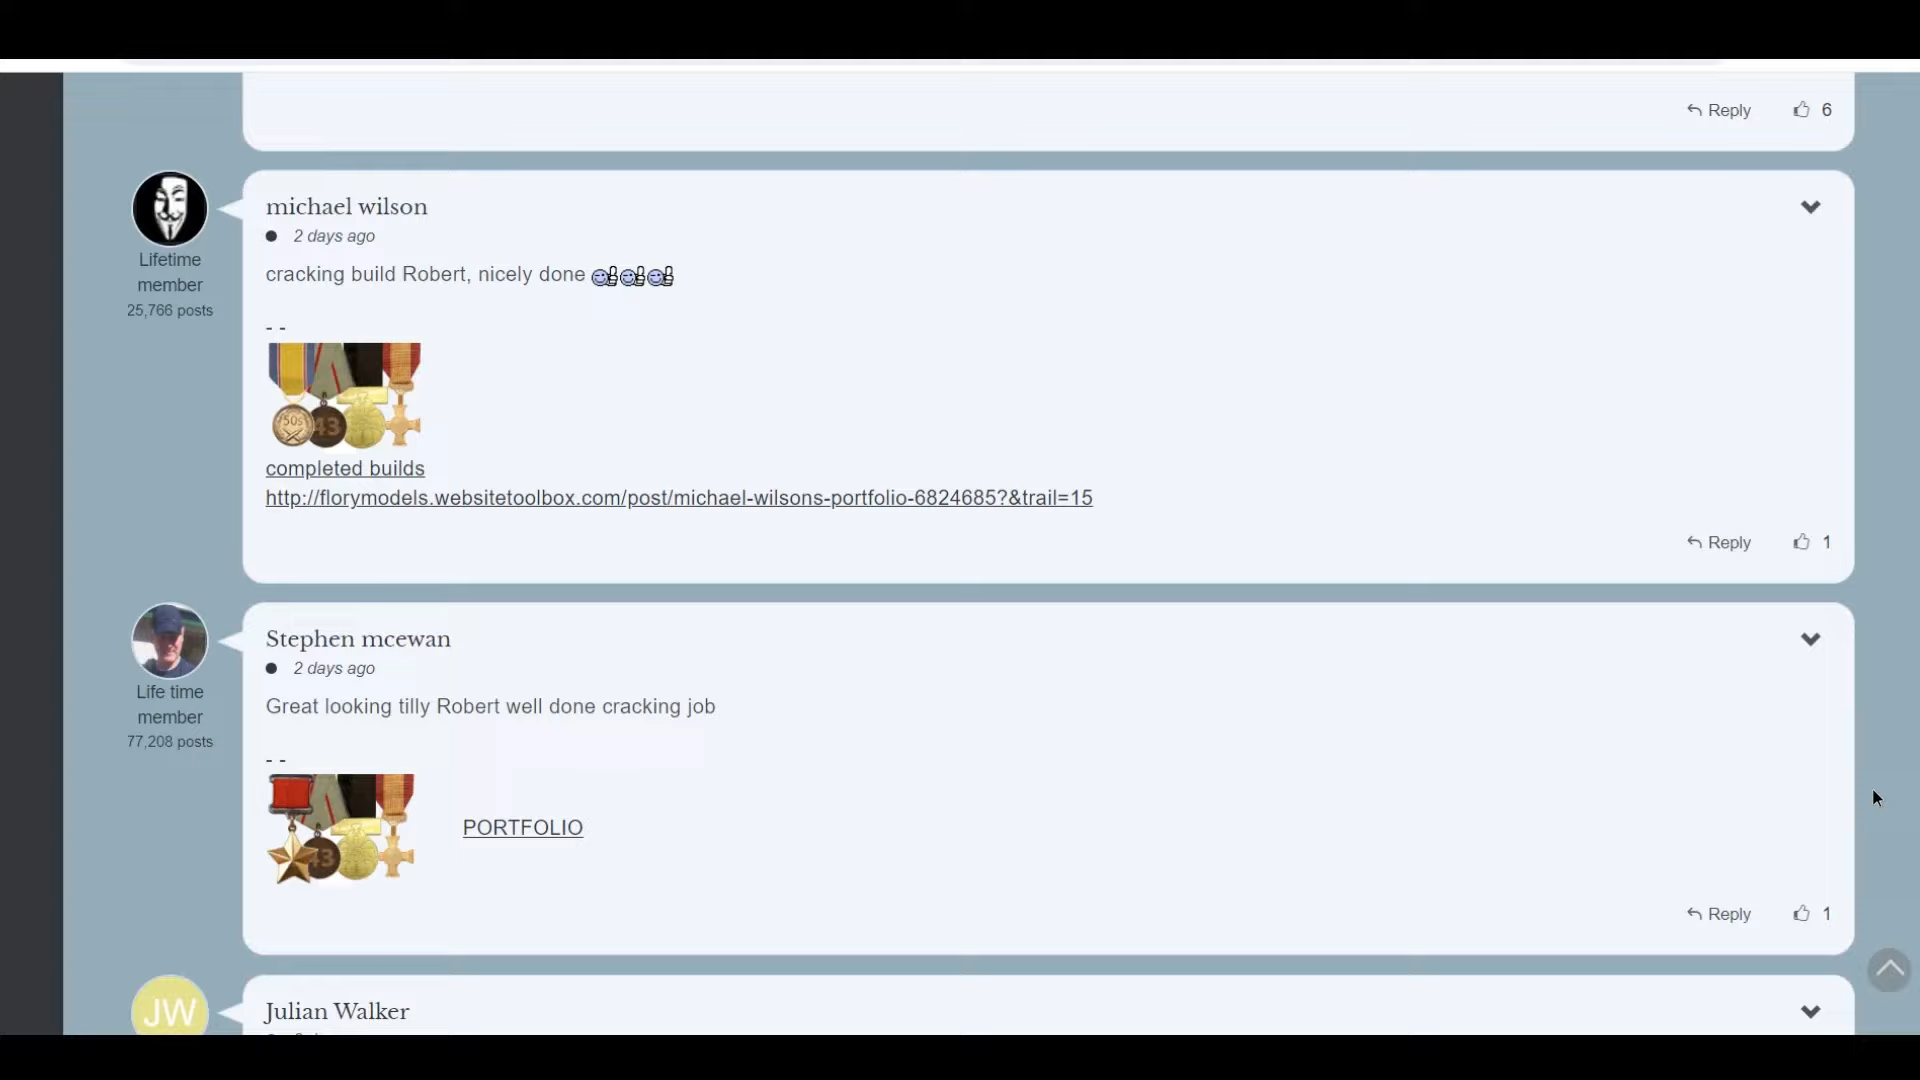 Reply 6
michael wilson
2 days ago
Lifetime
member
25,766 posts
cracking build Robert, nicely done
- -
50s 43
completed builds
http://florymodels.websitetoolbox.com/post/michael-wilsons-portfolio-6824685?&trail=15
Reply 1
Stephen mcewan
2 days ago
Life time
member
77,208 posts
Great looking tilly Robert well done cracking job
- -
43
PORTFOLIO
Reply 1
JW
Julian Walker